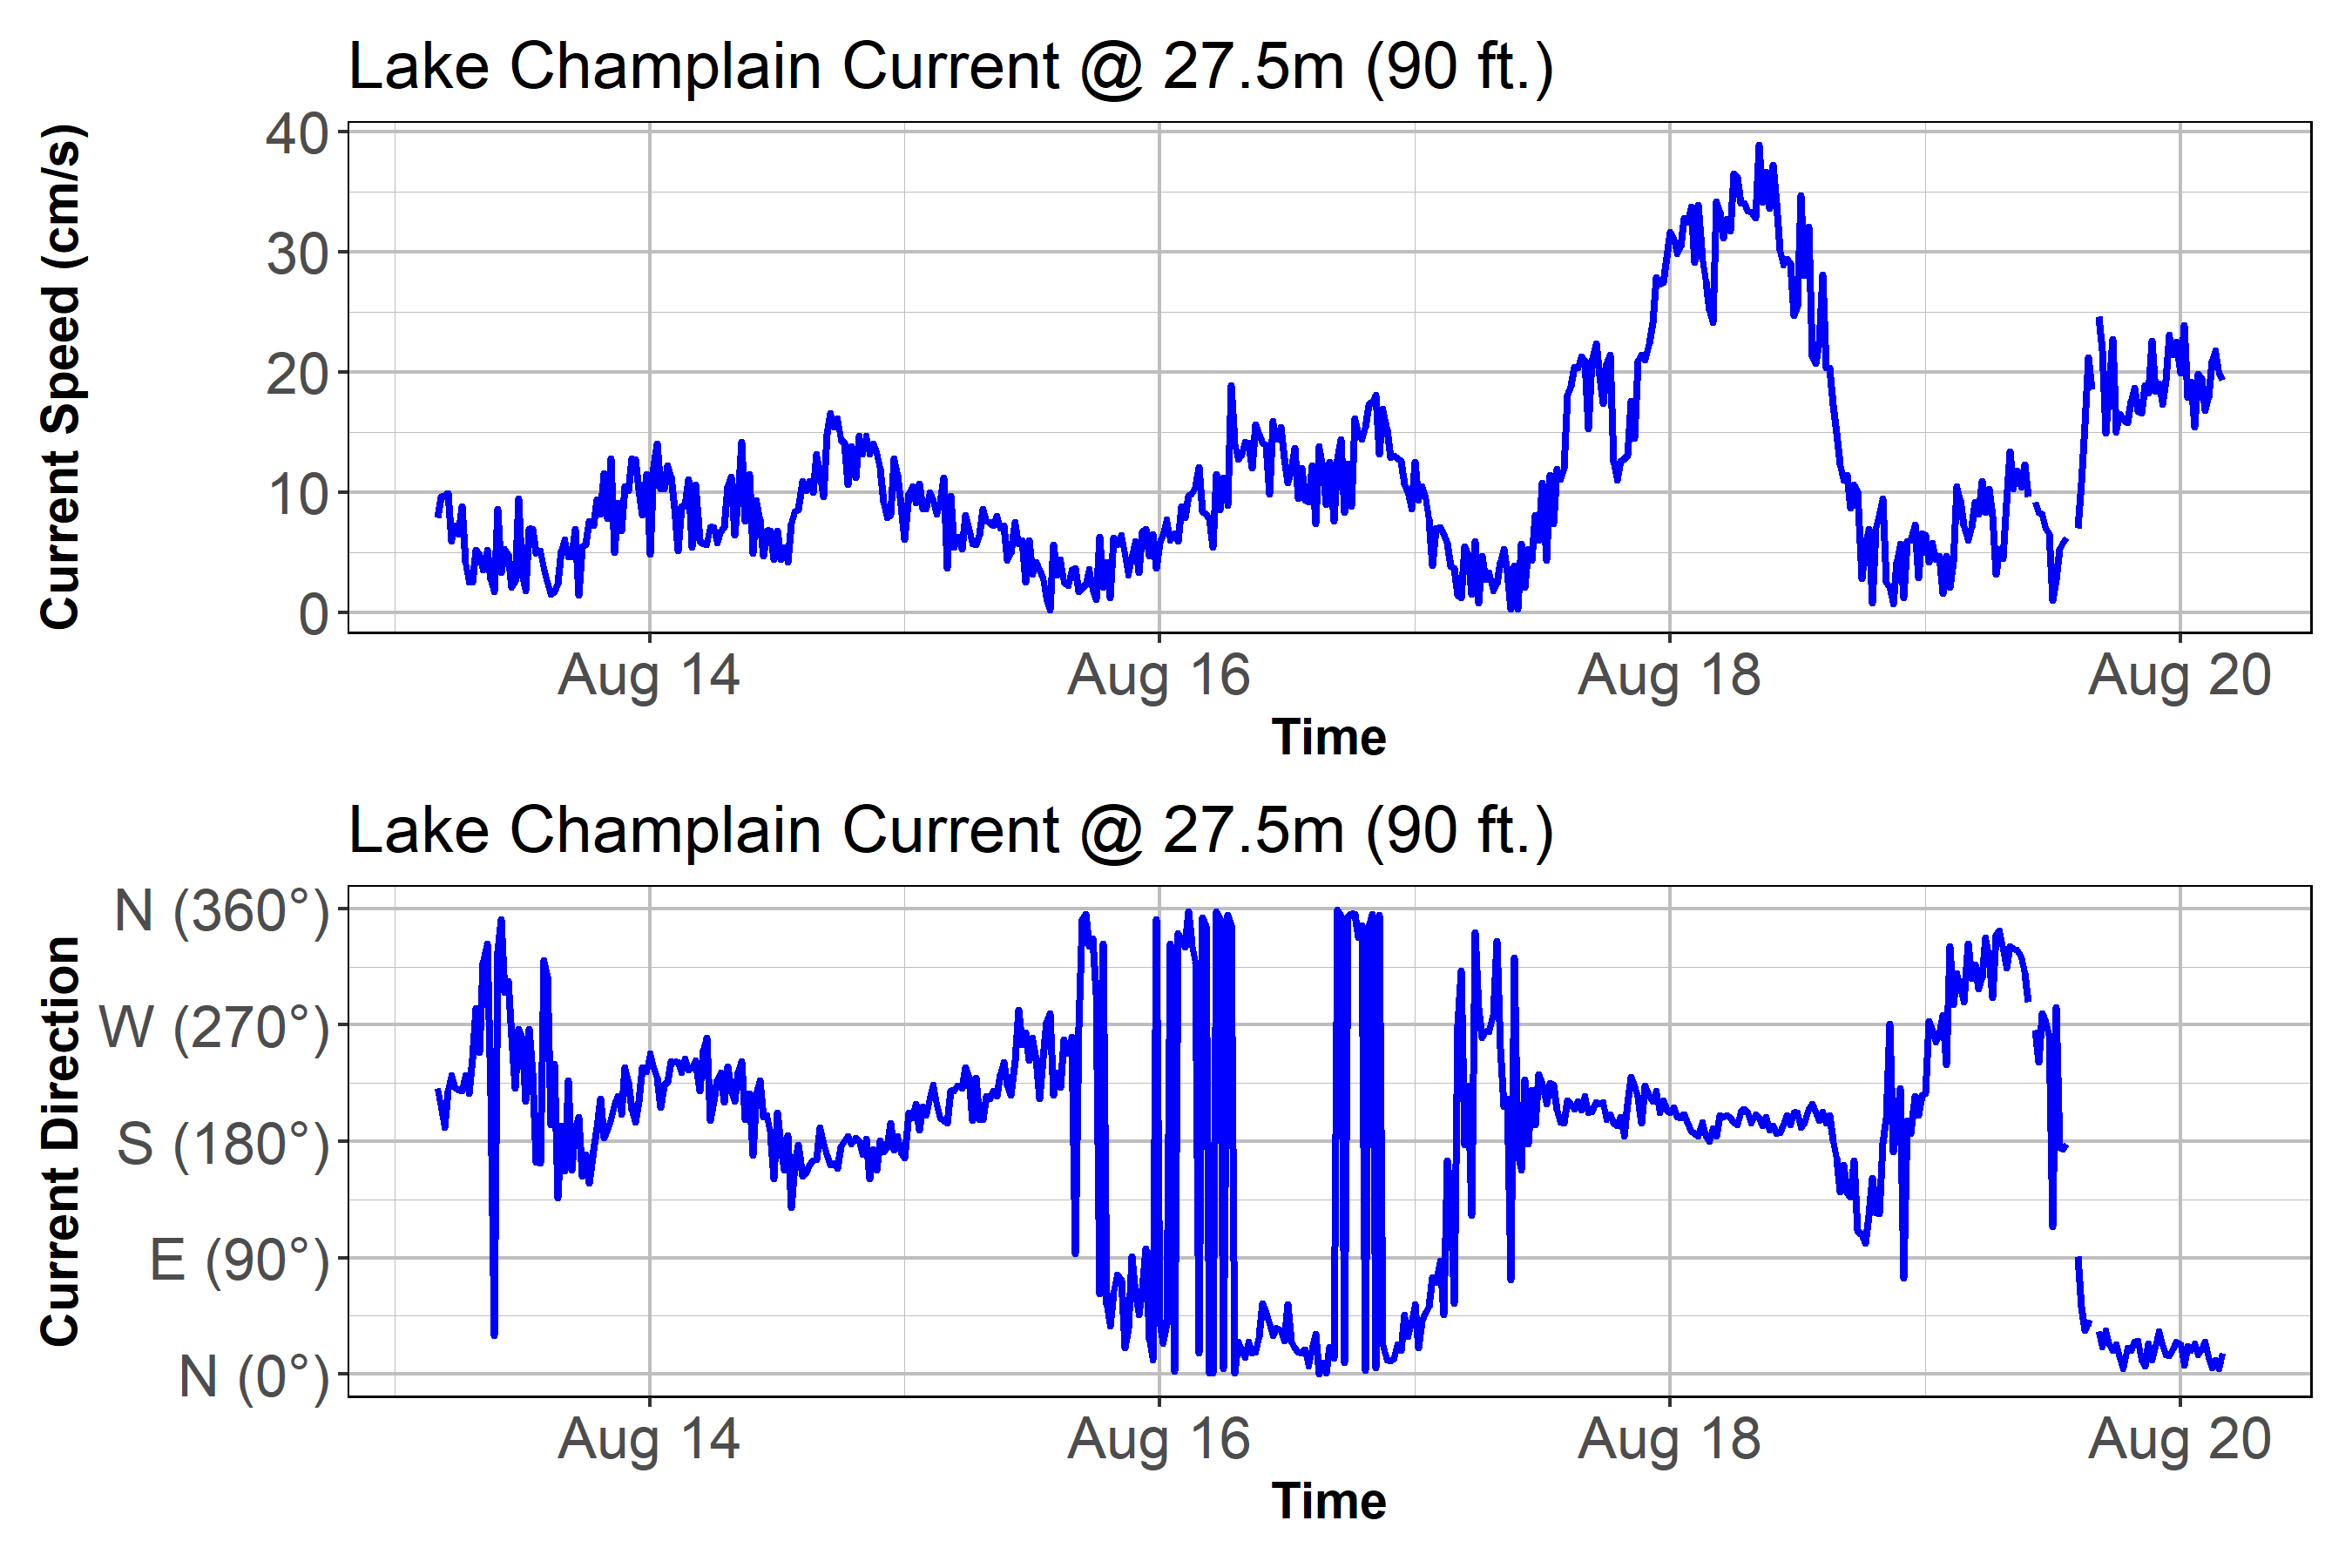 Lake Champlain Current @ 27.5m (90 ft.)
Current Speed (cm/s)
40
30
20
10
0
Aug 14 Aug 16 Aug 18 Aug 20
Time
Lake Champlain Current @ 27.5m (90 ft.)
Current Direction
N (360°)
W (270°)
S (180°)
E (90°)
N (0°)
Aug 14 Aug 16 Aug 18 Aug 20
Time